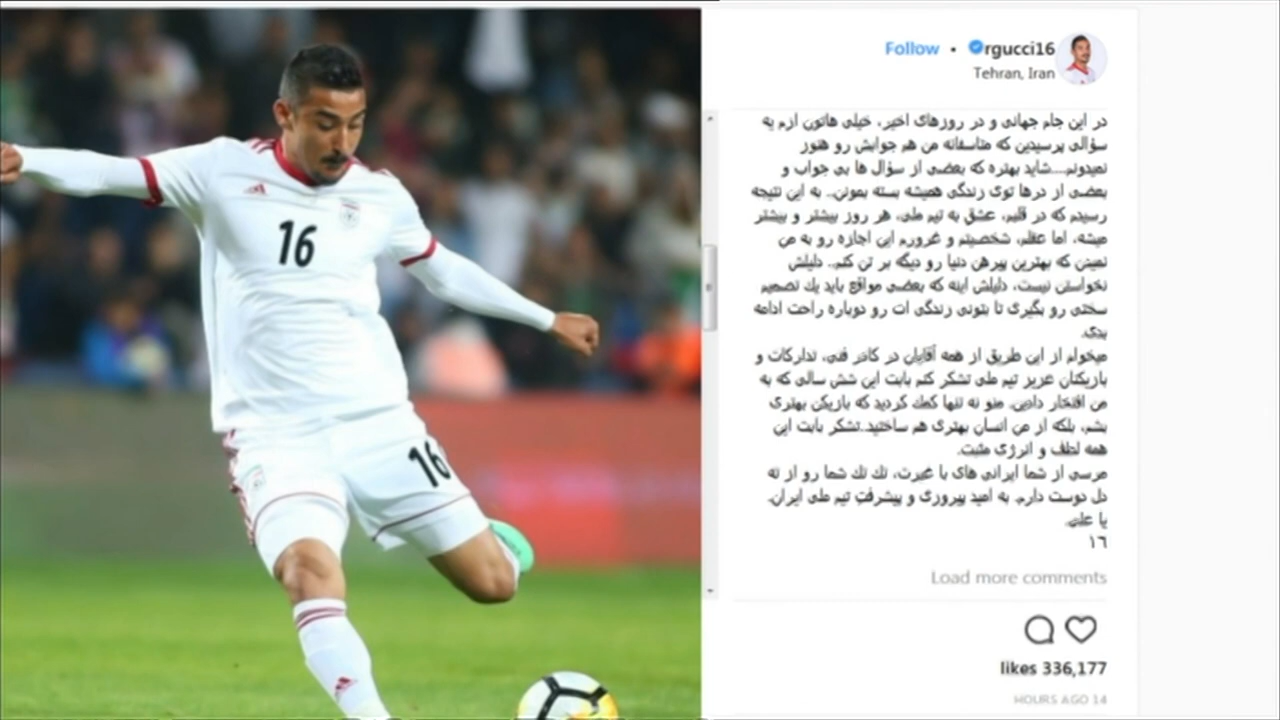 16
16
Follow • rgucci16
Tehran, Iran
در این جام جهانی و در روزهای اخیر، خیلی هاتون ازم یه
سؤالی پرسیدین که متاسفانه من هم جوابش رو هنوز
نمیدونم....شاید بهتره که بعضی از سؤال ها بی جواب و
بعضی از درها توی زندگی همیشه بسته بمونن.. به این نتیجه
رسیدم که در قلبم، عشق به تیم ملی، هر روز بیشتر و بیشتر
میشه، اما عقلم، شخصیتم و غرورم این اجازه رو به من
نمیدن که بهترین پیرهن دنیا رو دیگه بر تن کنم.. دلیلش
نخواستن نیست، دلیلش اینه که بعضی مواقع باید یك تصمیم
سختی رو بگیری تا بتونی زندگی ات رو دوباره راحت ادامه
بدی.
میخوام از این طریق از همه آقایان در کادر فنی، تدارکات و
بازیکنان عزیز تیم ملی تشکر کنم بابت این شش سالی که به
من افتخار دادین. منو نه تنها کمك کردید که بازیکن بهتری
بشم، بلکه از من انسان بهتری هم ساختید..تشکر بابت این
همه لطف و انرژی مثبت.
مرسی از شما ایرانی های با غیرت، تك تك شما رو از ته
دل دوست دارم. به امید پیروزی و پیشرفت تیم ملی ایران.
یا علی.
١٦
Load more comments
likes 336,177
HOURS AGO 14